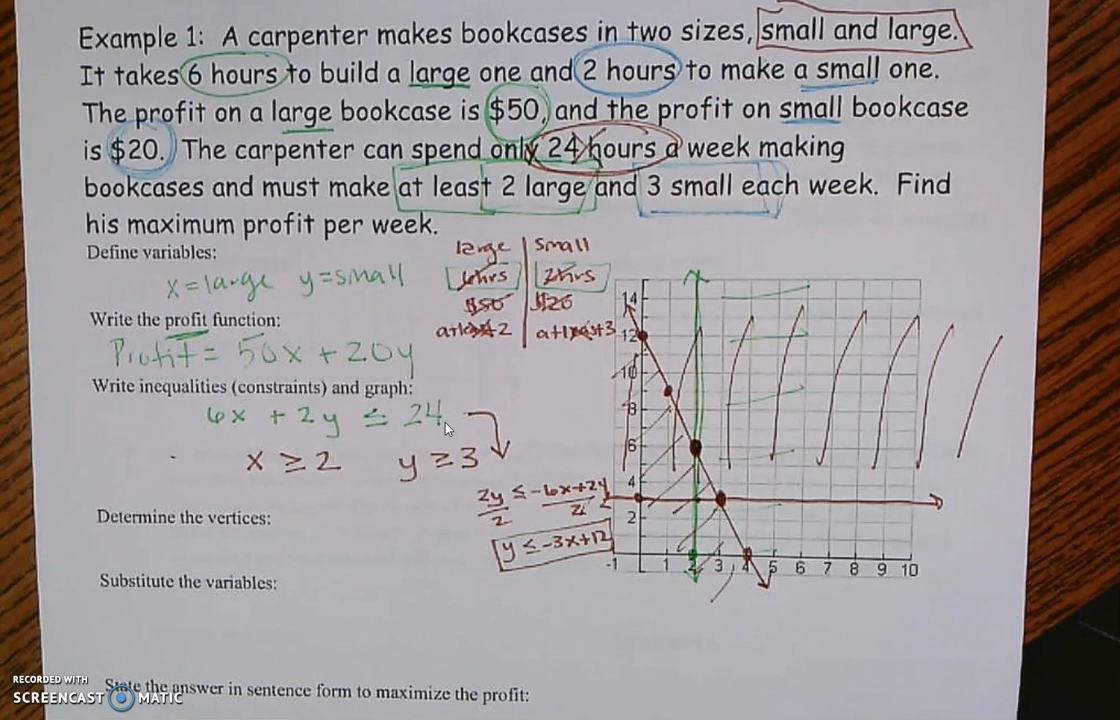 Example 1: A carpenter makes bookcases in two sizes, small and large.
It takes 6 hours to build a large one and 2 hours to make a small one.
The profit on a large bookcase is $50, and the profit on small bookcase
is $20. The carpenter can spend only 24 hours a week making
bookcases and must make at least 2 large and 3 small each week. Find
his maximum profit per week.
Define variables:
x = large y = small
large small
6hrs 2hrs
$50 $20
at least 2 at least 3
Write the profit function:
Profit = 50x + 20y
Write inequalities (constraints) and graph:
6x + 2y ≤ 24
x ≥ 2 y ≥ 3
2y ≤ -6x+24
2 2
y ≤ -3x+12
14
12
10
8
6
4
2
-1 1 2 3 4 5 6 7 8 9 10
Determine the vertices:
Substitute the variables:
State the answer in sentence form to maximize the profit:
RECORDED WITH
SCREENCAST MATIC